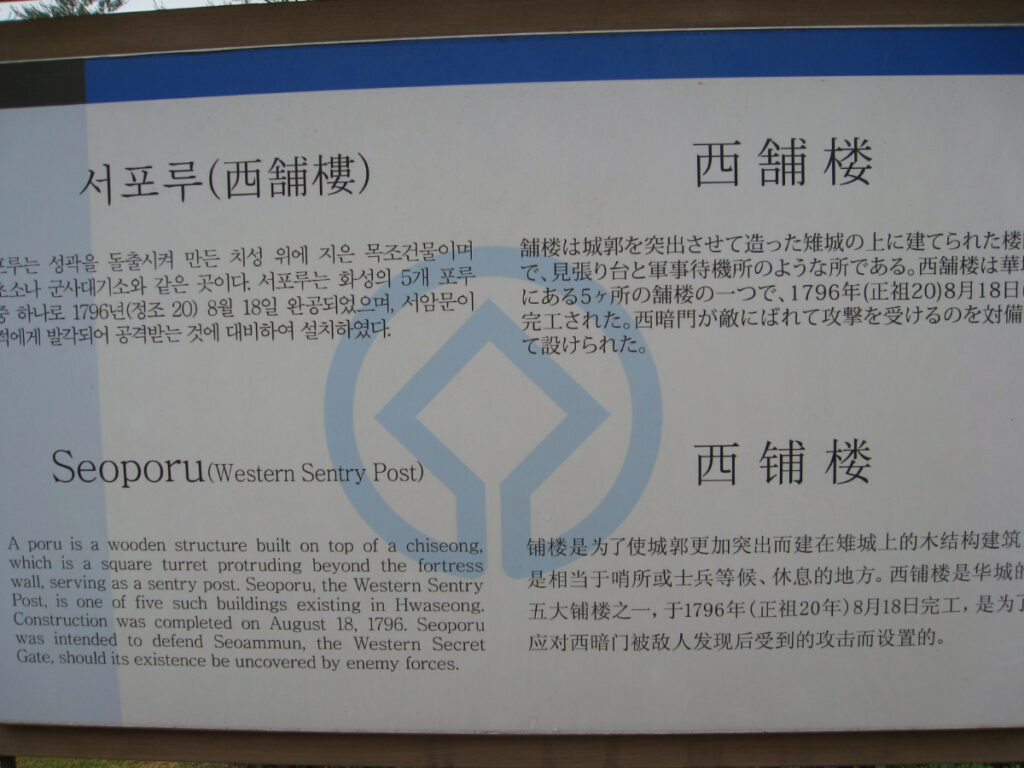 서포루(西舖樓)
포루는 성곽을 돌출시켜 만든 치성 위에 지은 목조건물이며
초소나 군사대기소와 같은 곳이다. 서포루는 화성의 5개 포루
중 하나로 1796년(정조 20) 8월 18일 완공되었으며, 서암문이
적에게 발각되어 공격받는 것에 대비하여 설치하였다.
西舖楼
舖楼は城郭を突出させて造った雉城の上に建てられた楼
で、見張り台と軍事待機所のような所である。西舖楼は華城
にある5ヶ所の舖楼の一つで、1796年(正祖20)8月18日に
完工された。西暗門が敵にばれて攻撃を受けるのを対備
て設けられた。
Seoporu(Western Sentry Post)
A poru is a wooden structure built on top of a chiseong,
which is a square turret protruding beyond the fortress
wall, serving as a sentry post. Seoporu, the Western Sentry
Post, is one of five such buildings existing in Hwaseong.
Construction was completed on August 18, 1796. Seoporu
was intended to defend Seoammun, the Western Secret
Gate, should its existence be uncovered by enemy forces.
西铺楼
铺楼是为了使城郭更加突出而建在雉城上的木结构建筑,
是相当于哨所或士兵等候、休息的地方。西铺楼是华城的
五大铺楼之一,于1796年(正祖20年)8月18日完工,是为了
应对西暗门被敌人发现后受到的攻击而设置的。